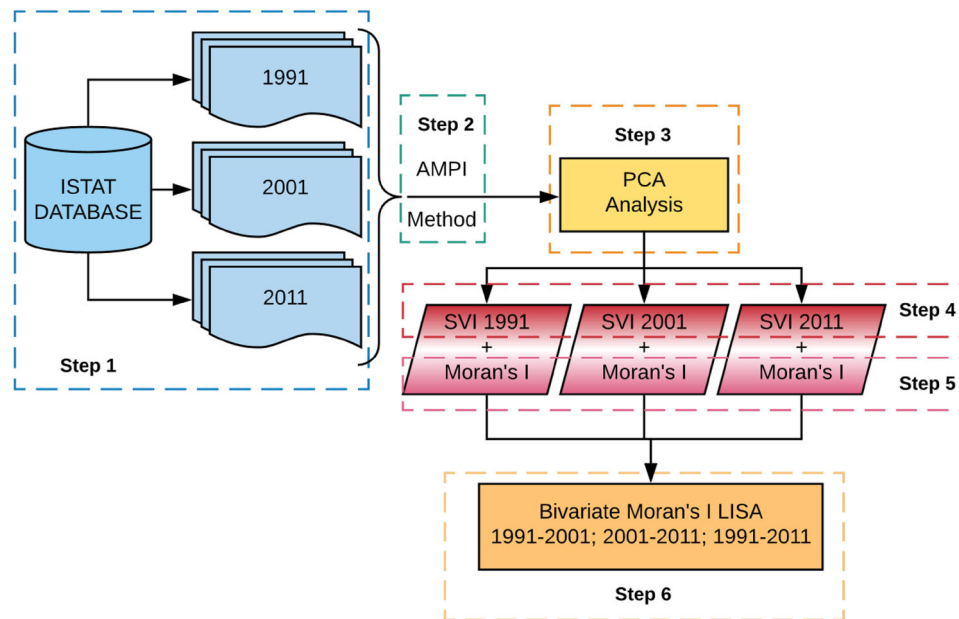 ISTAT
DATABASE
1991
2001
2011
Step 1
Step 2
AMPI
Method
Step 3
PCA
Analysis
SVI 1991
+
Moran's I
SVI 2001
+
Moran's I
SVI 2011
+
Moran's I
Step 4
Step 5
Bivariate Moran's I LISA
1991-2001; 2001-2011; 1991-2011
Step 6